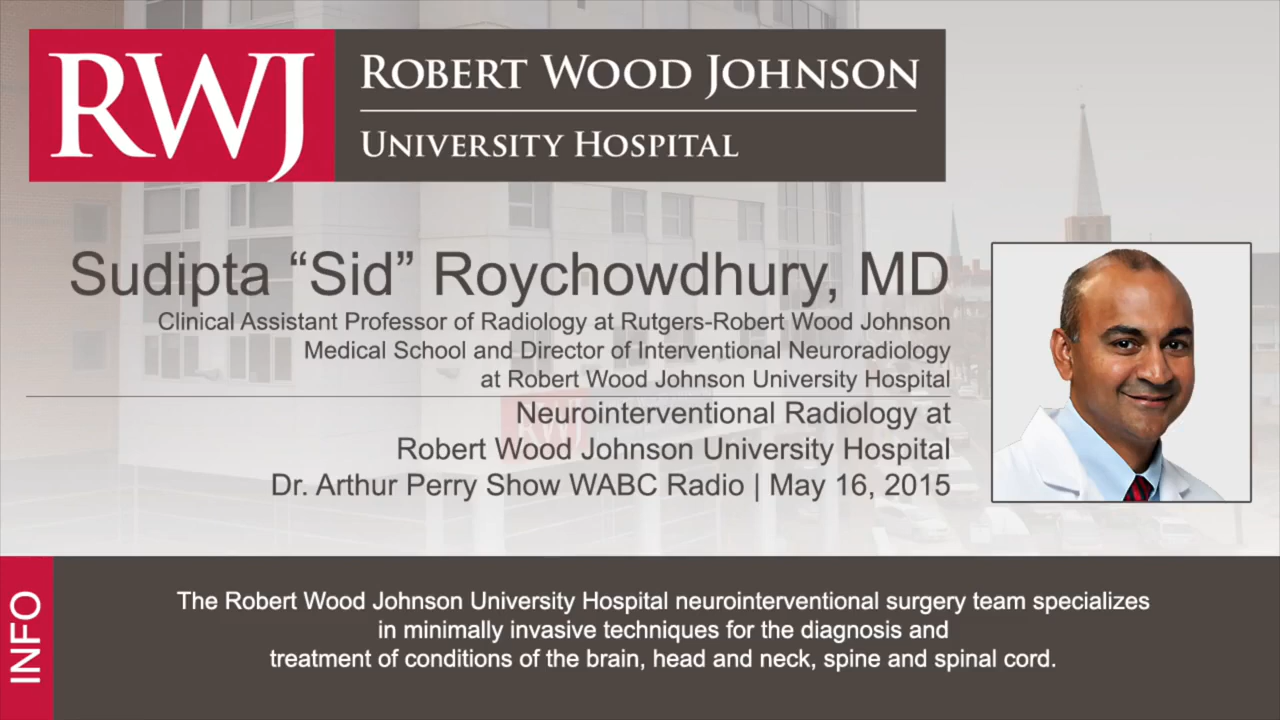 RWJ
ROBERT WOOD JOHNSON
UNIVERSITY HOSPITAL
Sudipta “Sid” Roychowdhury, MD
Clinical Assistant Professor of Radiology at Rutgers-Robert Wood Johnson
Medical School and Director of Interventional Neuroradiology
at Robert Wood Johnson University Hospital
Neurointerventional Radiology at
Robert Wood Johnson University Hospital
Dr. Arthur Perry Show WABC Radio | May 16, 2015
RWJ
INFO
The Robert Wood Johnson University Hospital neurointerventional surgery team specializes
in minimally invasive techniques for the diagnosis and
treatment of conditions of the brain, head and neck, spine and spinal cord.